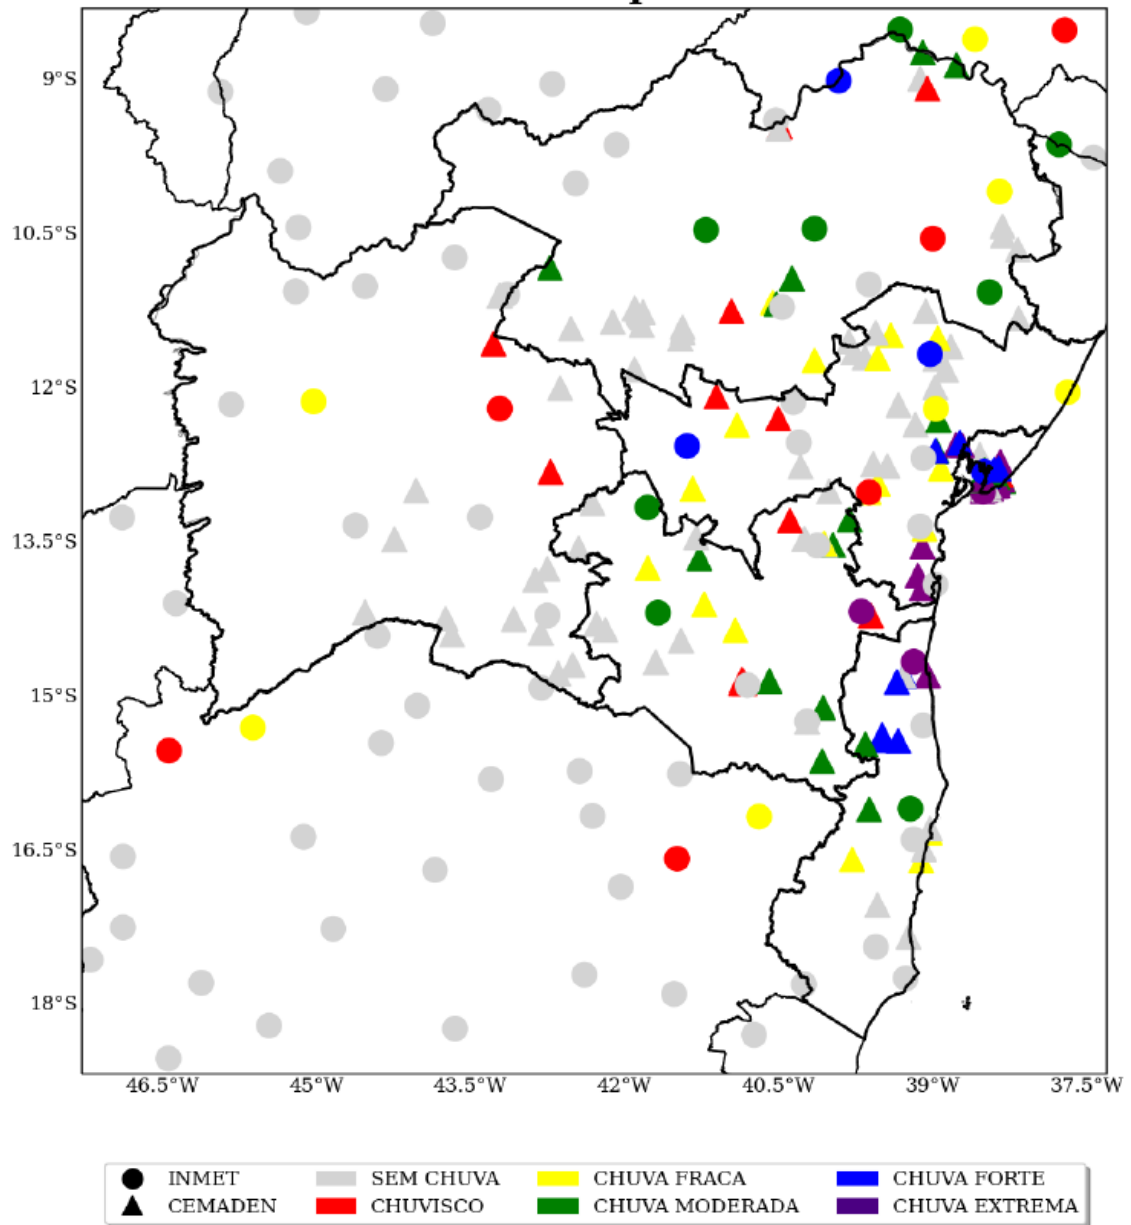 9°S
10.5°S
12°S
13.5°S
15°S
16.5°S
18°S
46.5°W 45°W 43.5°W 42°W 40.5°W 39°W 37.5°W
INMET SEM CHUVA CHUVA FRACA CHUVA FORTE
CEMADEN CHUVISCO CHUVA MODERADA CHUVA EXTREMA